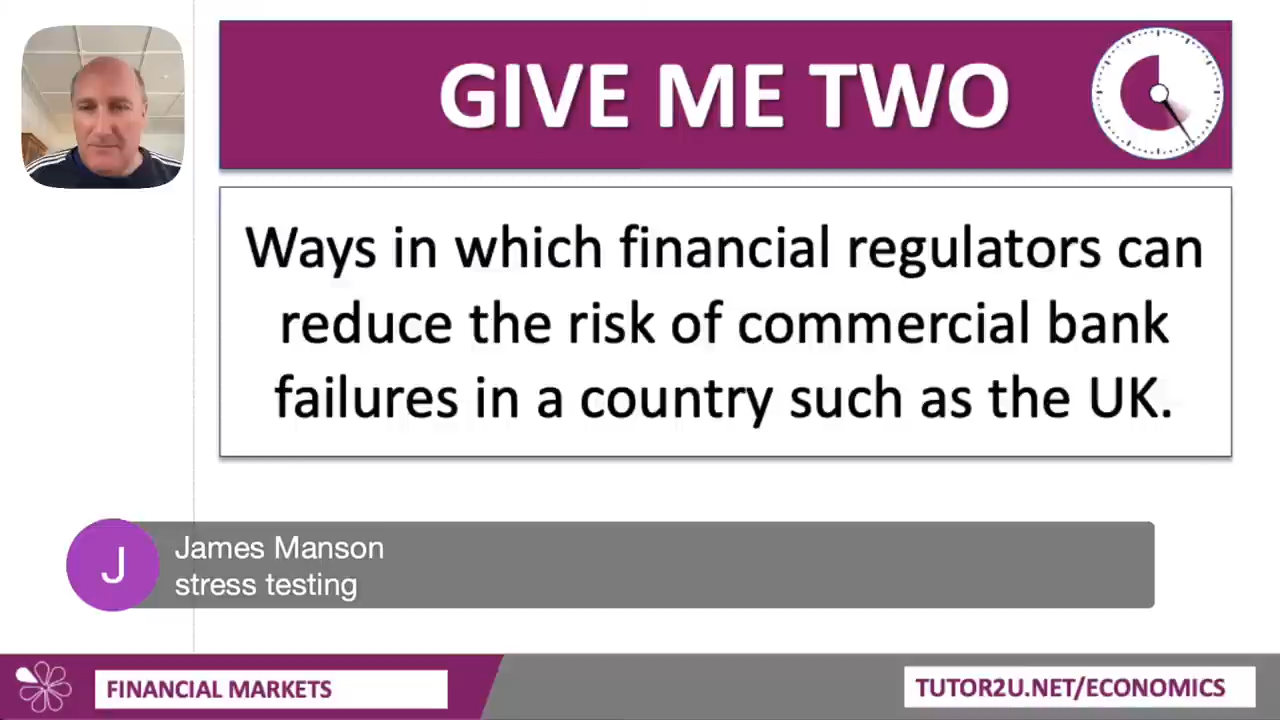 GIVE ME TWO
Ways in which financial regulators can
reduce the risk of commercial bank
failures in a country such as the UK.
J
James Manson
stress testing
FINANCIAL MARKETS
TUTOR2U.NET/ECONOMICS